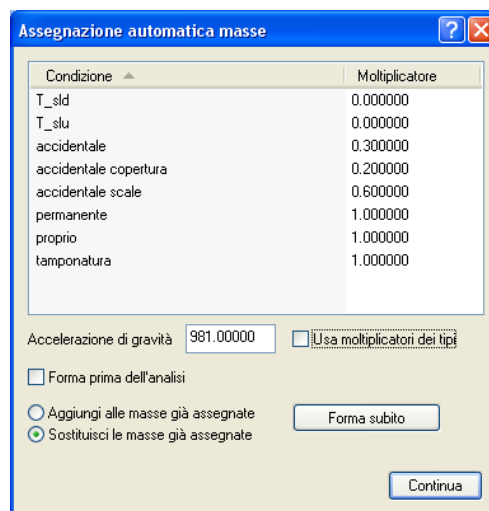 Assegnazione automatica masse
Condizione Moltiplicatore
T_sld 0.000000
T_slu 0.000000
accidentale 0.300000
accidentale copertura 0.200000
accidentale scale 0.600000
permanente 1.000000
proprio 1.000000
tamponatura 1.000000
Accelerazione di gravità 981.00000 Usa moltiplicatori dei tipi
Forma prima dell'analisi
Aggiungi alle masse già assegnate
Forma subito
Sostituisci le masse già assegnate
Continua